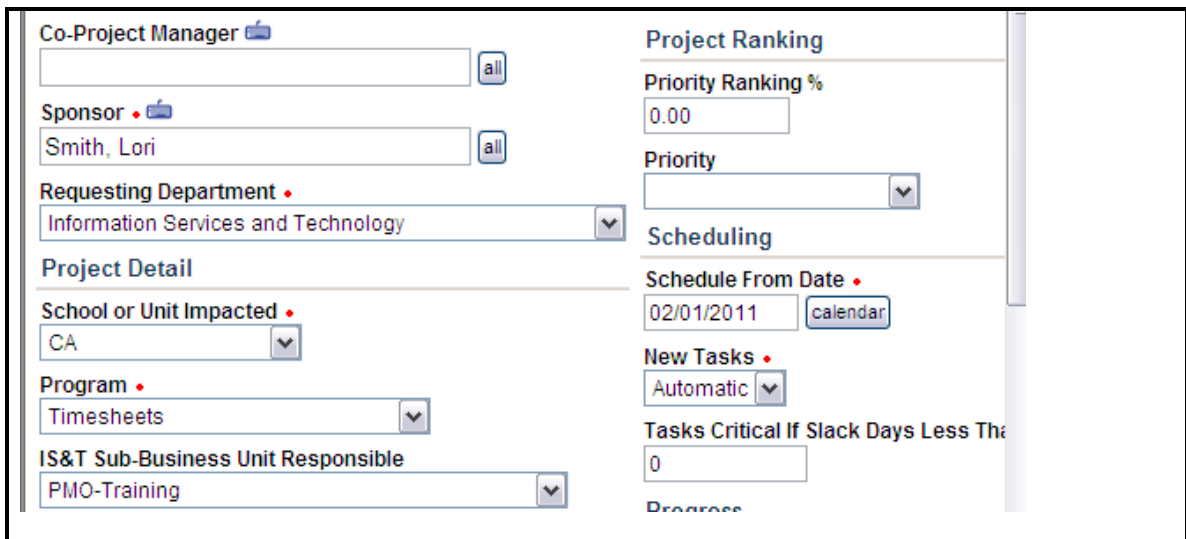 Co-Project Manager
all
Sponsor •
Smith, Lori
all
Requesting Department •
Information Services and Technology
Project Detail
School or Unit Impacted •
CA
Program •
Timesheets
IS&T Sub-Business Unit Responsible
PMO-Training
Project Ranking
Priority Ranking %
0.00
Priority
Scheduling
Schedule From Date •
02/01/2011
calendar
New Tasks •
Automatic
Tasks Critical If Slack Days Less Tha
0
Progress